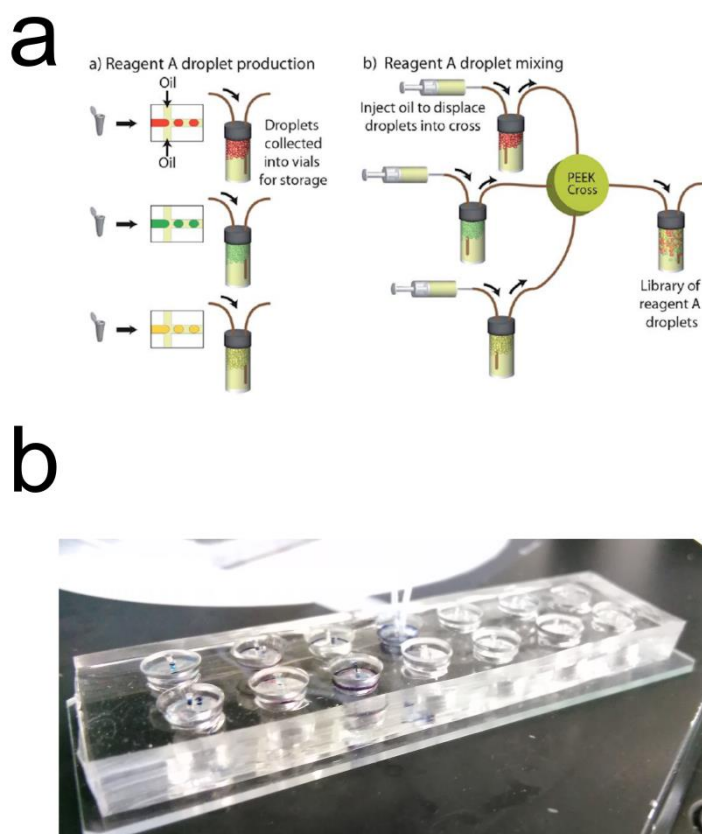 a
a) Reagent A droplet production
Oil
Oil
Droplets
collected
into vials
for storage
b) Reagent A droplet mixing
Inject oil to displace
droplets into cross
PEEK
Cross
Library of
reagent A
droplets
b